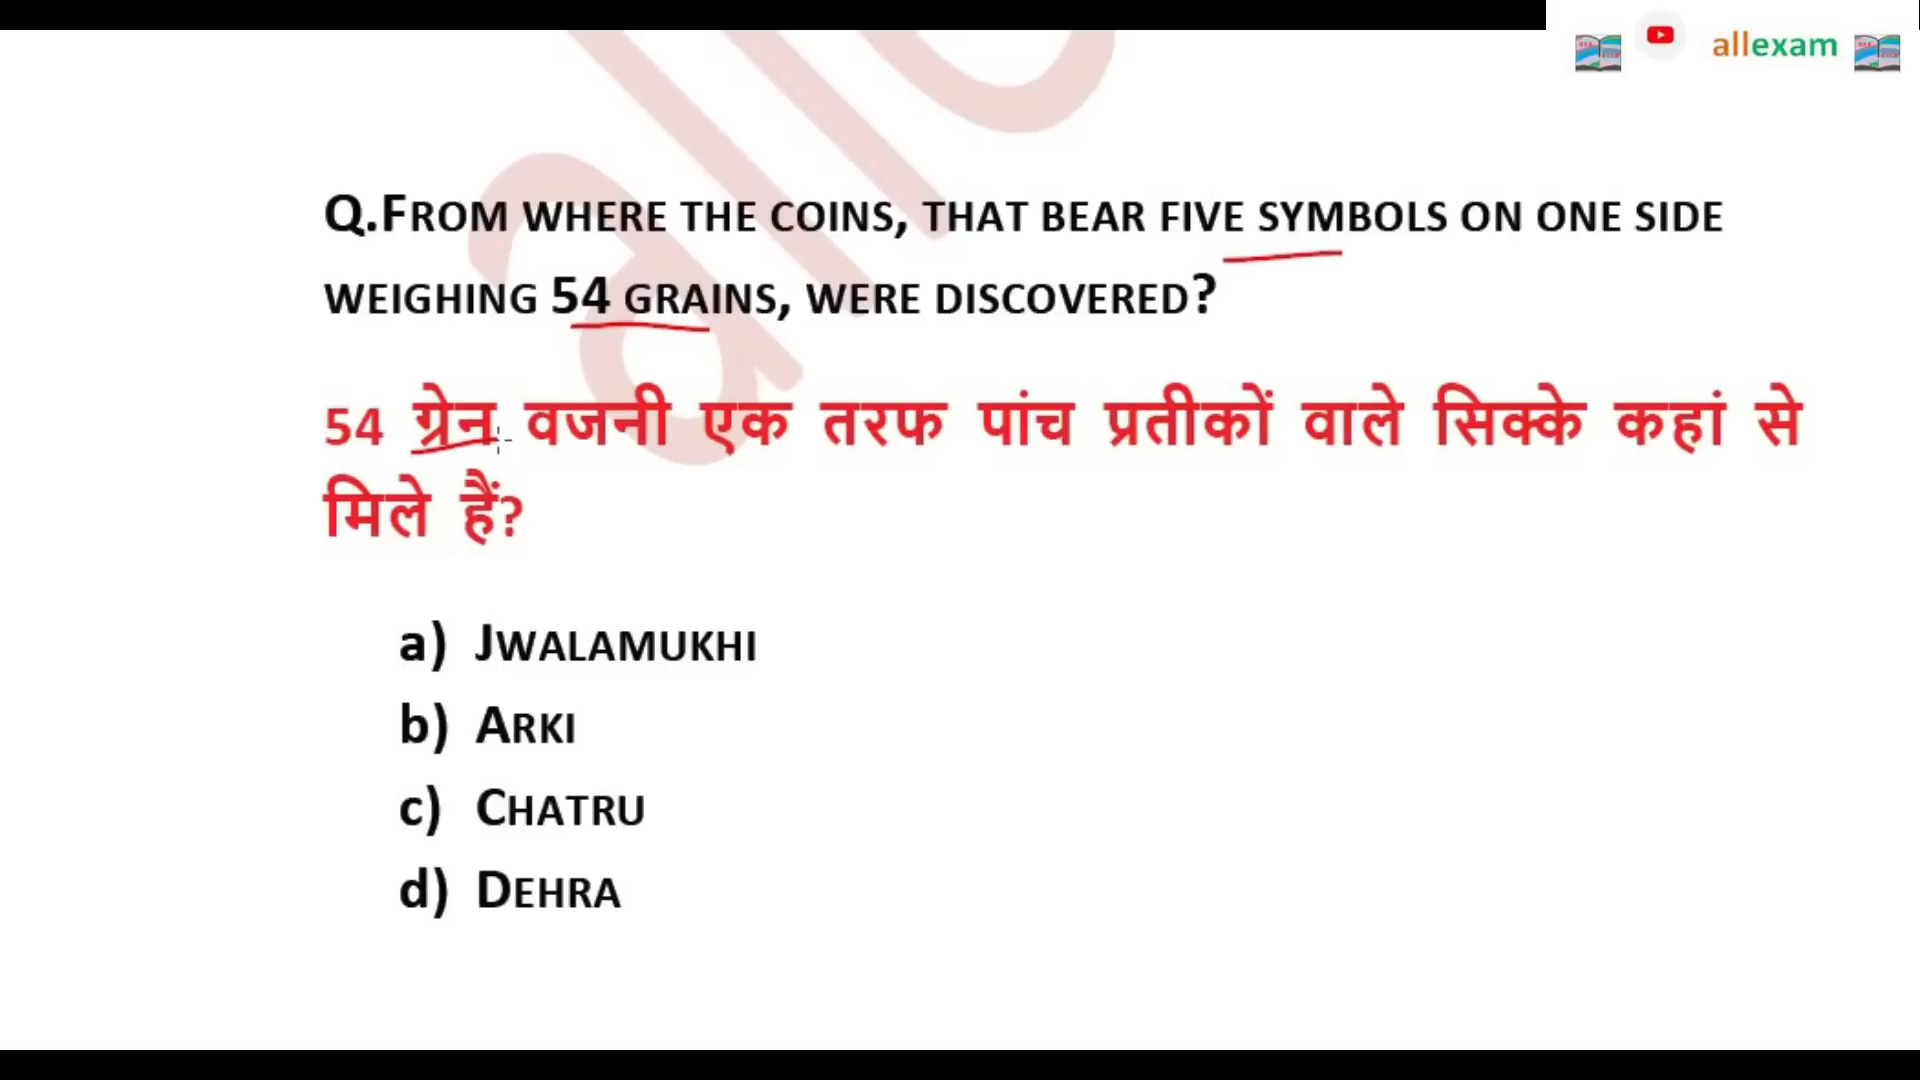 allexam
Q.FROM WHERE THE COINS, THAT BEAR FIVE SYMBOLS ON ONE SIDE
WEIGHING 54 GRAINS, WERE DISCOVERED?
54 ग्रेन वजनी एक तरफ पांच प्रतीकों वाले सिक्के कहां से
मिले हैं?
a) JWALAMUKHI
b) ARKI
c) CHATRU
d) DEHRA